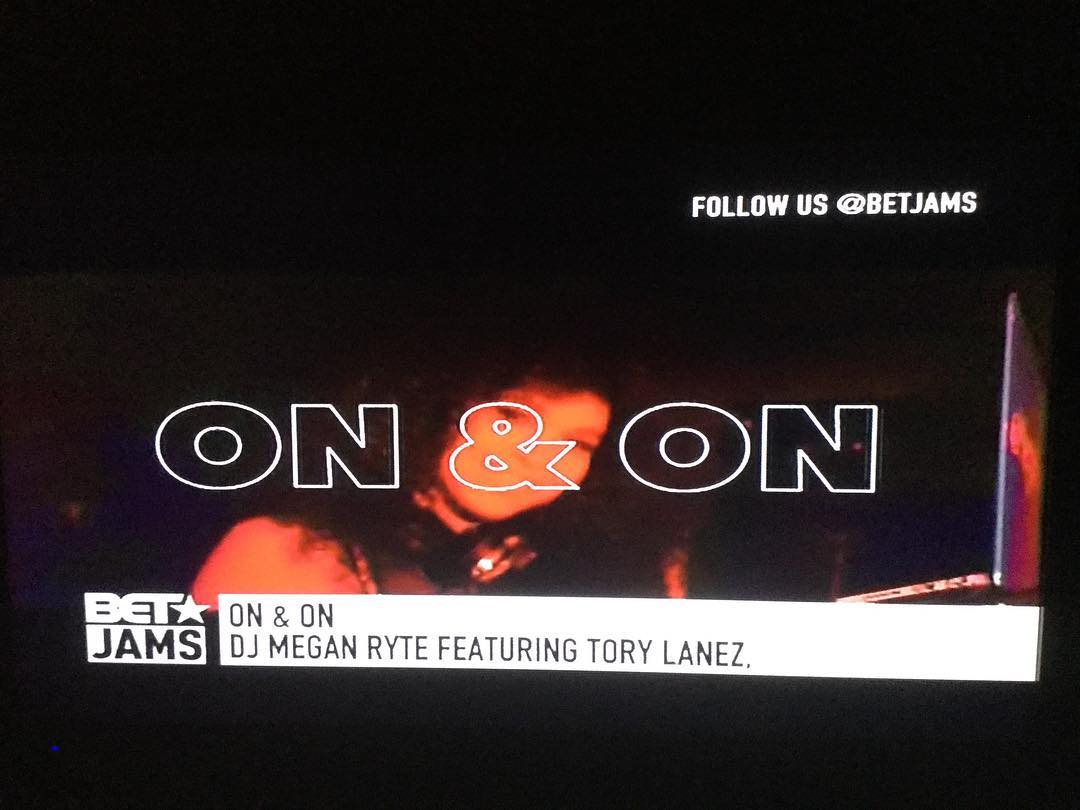 FOLLOW US @BETJAMS
ON & ON
BET★
JAMS
ON & ON
DJ MEGAN RYTE FEATURING TORY LANEZ,